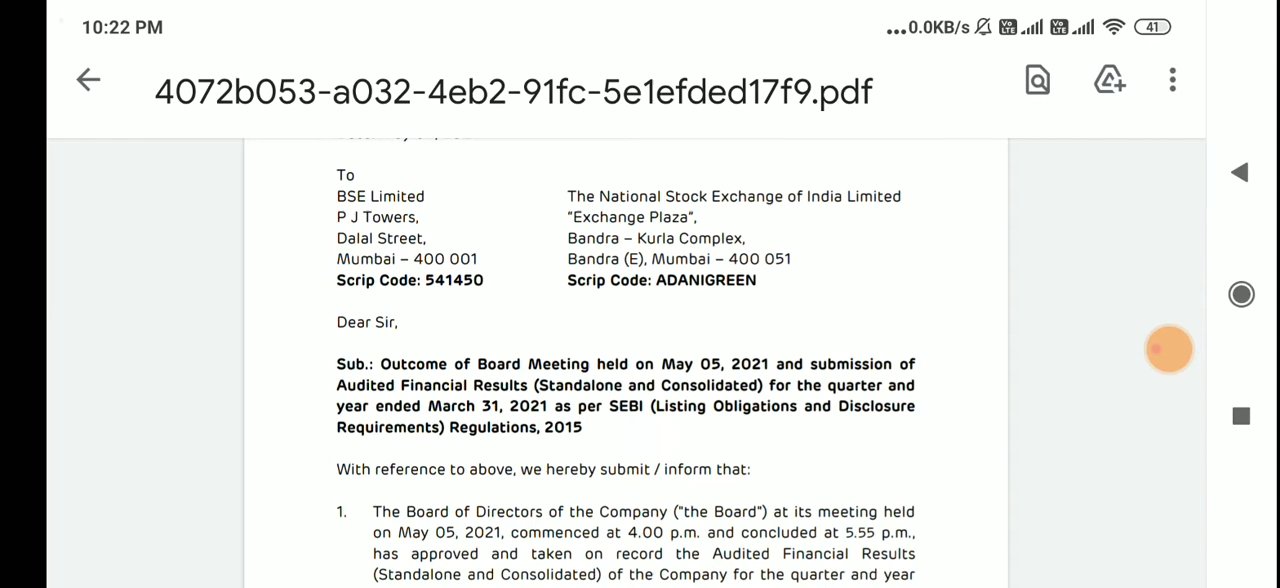 10:22 PM
...0.0KB/s Vo LTE Vo LTE 41
4072b053-a032-4eb2-91fc-5e1efded17f9.pdf
To
BSE Limited The National Stock Exchange of India Limited
P J Towers, "Exchange Plaza",
Dalal Street, Bandra – Kurla Complex,
Mumbai – 400 001 Bandra (E), Mumbai – 400 051
Scrip Code: 541450 Scrip Code: ADANIGREEN
Dear Sir,
Sub.: Outcome of Board Meeting held on May 05, 2021 and submission of
Audited Financial Results (Standalone and Consolidated) for the quarter and
year ended March 31, 2021 as per SEBI (Listing Obligations and Disclosure
Requirements) Regulations, 2015
With reference to above, we hereby submit / inform that:
1. The Board of Directors of the Company ("the Board") at its meeting held
on May 05, 2021, commenced at 4.00 p.m. and concluded at 5.55 p.m.,
has approved and taken on record the Audited Financial Results
(Standalone and Consolidated) of the Company for the quarter and year